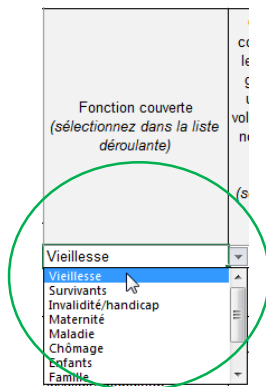 Fonction couverte
(sélectionnez dans la liste
déroulante)
Vieillesse
Vieillesse
Survivants
Invalidité/handicap
Maternité
Maladie
Chômage
Enfants
Famille